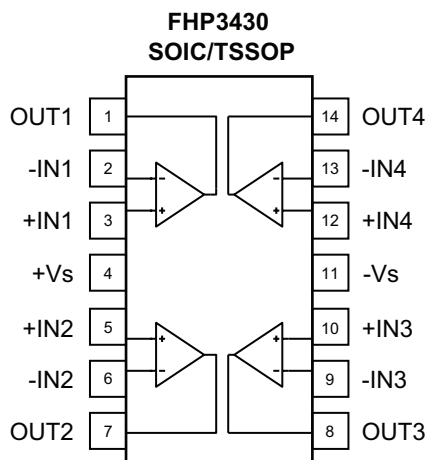 FHP3430
SOIC/TSSOP
OUT1 1 14 OUT4
-IN1 2 - - 13 -IN4
+IN1 3 + + 12 +IN4
+Vs 4 11 -Vs
+IN2 5 + + 10 +IN3
-IN2 6 - - 9 -IN3
OUT2 7 8 OUT3